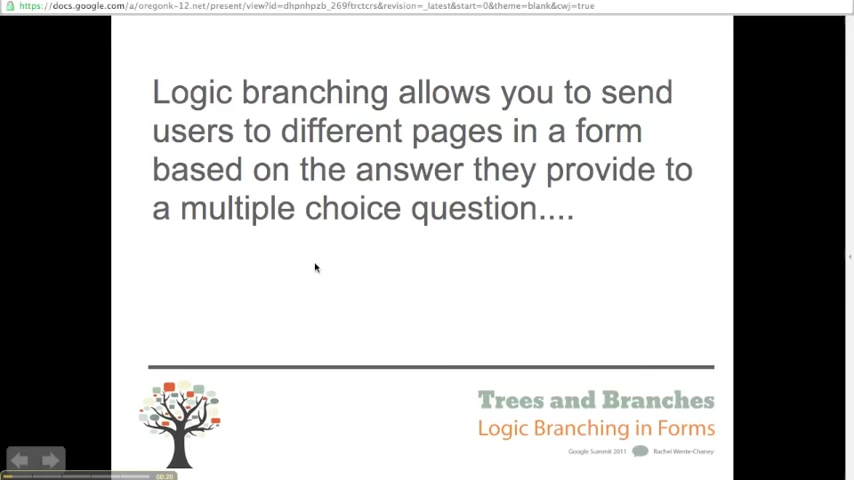 https://docs.google.com/a/oregonk-12.net/present/view?id=dhpnhpzb_269ftrctcrs&revision=_latest&start=0&theme=blank&cwj=true
Logic branching allows you to send
users to different pages in a form
based on the answer they provide to
a multiple choice question....
Trees and Branches
Logic Branching in Forms
Google Summit 2011 Rachel Wente-Chaney
00:20